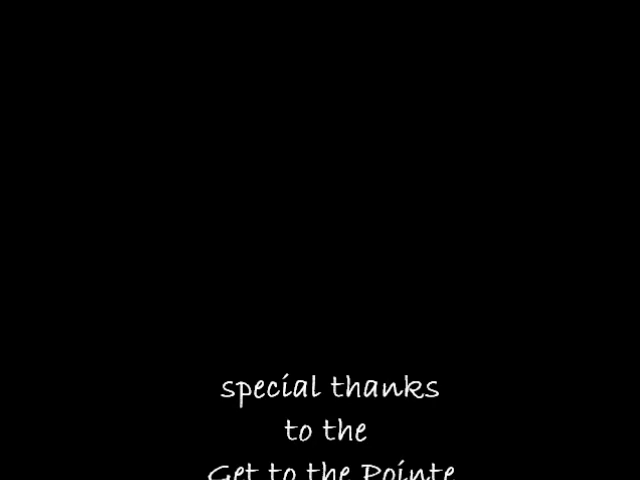 special thanks
to the
Get to the Pointe